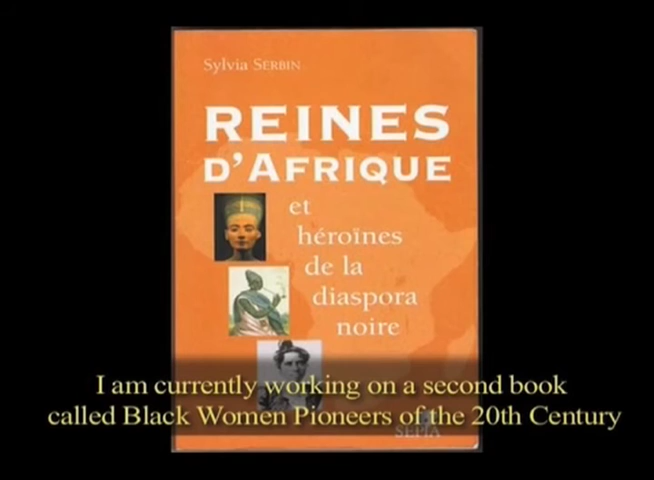 Sylvia SERBIN
REINES
D'AFRIQUE
et
héroïnes
de la
diaspora
noire
I am currently working on a second book
called Black Women Pioneers of the 20th Century
SÉPIA